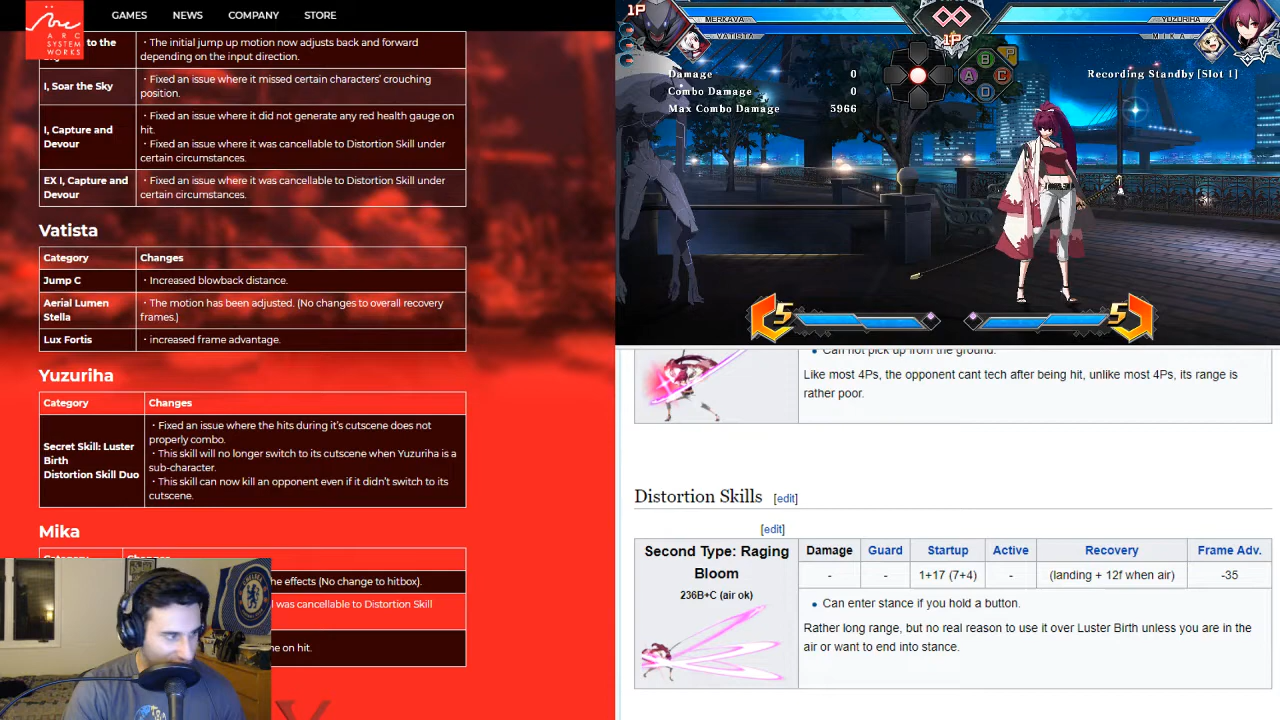 ARC
SYSTEM
WORKS
GAMES
NEWS
COMPANY
STORE
to the
・The initial jump up motion now adjusts back and forward
depending on the input direction.
I, Soar the Sky
・Fixed an issue where it missed certain characters' crouching
position.
I, Capture and
Devour
・Fixed an issue where it did not generate any red health gauge on
hit.
・Fixed an issue where it was cancellable to Distortion Skill under
certain circumstances.
EX I, Capture and
Devour
・Fixed an issue where it was cancellable to Distortion Skill under
certain circumstances.
Vatista
Category
Changes
Jump C
・Increased blowback distance.
Aerial Lumen
Stella
・The motion has been adjusted. (No changes to overall recovery
frames.)
Lux Fortis
・increased frame advantage.
Yuzuriha
Category
Changes
Secret Skill: Luster
Birth
Distortion Skill Duo
・Fixed an issue where the hits during it's cutscene does not
properly combo.
・This skill will no longer switch to its cutscene when Yuzuriha is a
sub-character.
・This skill can now kill an opponent even if it didn't switch to its
cutscene.
Mika
he effects (No change to hitbox).
was cancellable to Distortion Skill
e on hit.
CHELSEA
1P
MERKAVA
VATISTA
YUZURIHA
MIKA
1P
Damage 0
Combo Damage 0
Max Combo Damage 5966
A
B
C
D
P
Recording Standby [Slot 1]
5
5
Can not pick up from the ground.
Like most 4Ps, the opponent cant tech after being hit, unlike most 4Ps, its range is
rather poor.
Distortion Skills [edit]
[edit]
Second Type: Raging
Bloom
236B+C (air ok)
Damage Guard Startup Active Recovery Frame Adv.
- - 1+17 (7+4) - (landing + 12f when air) -35
• Can enter stance if you hold a button.
Rather long range, but no real reason to use it over Luster Birth unless you are in the
air or want to end into stance.